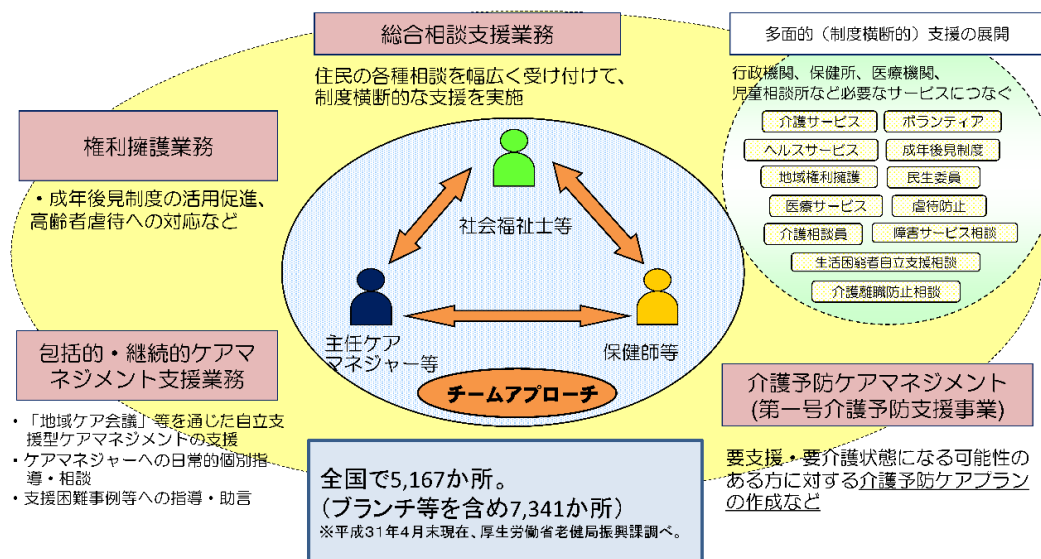 総合相談支援業務
住民の各種相談を幅広く受け付けて、
制度横断的な支援を実施
多面的（制度横断的）支援の展開
行政機関、保健所、医療機関、
児童相談所など必要なサービスにつなぐ
介護サービス
ボランティア
ヘルスサービス
成年後見制度
地域権利擁護
民生委員
医療サービス
虐待防止
介護相談員
障害サービス相談
生活困窮者自立支援相談
介護離職防止相談
権利擁護業務
・成年後見制度の活用促進、
高齢者虐待への対応など
社会福祉士等
主任ケア
マネジャー等
保健師等
チームアプローチ
包括的・継続的ケアマ
ネジメント支援業務
・「地域ケア会議」等を通じた自立支
援型ケアマネジメントの支援
・ケアマネジャーへの日常的個別指
導・相談
・支援困難事例等への指導・助言
介護予防ケアマネジメント
(第一号介護予防支援事業)
要支援・要介護状態になる可能性の
ある方に対する介護予防ケアプラン
の作成など
全国で5,167か所。
（ブランチ等を含め7,341か所）
※平成31年4月末現在、厚生労働省老健局振興課調べ。